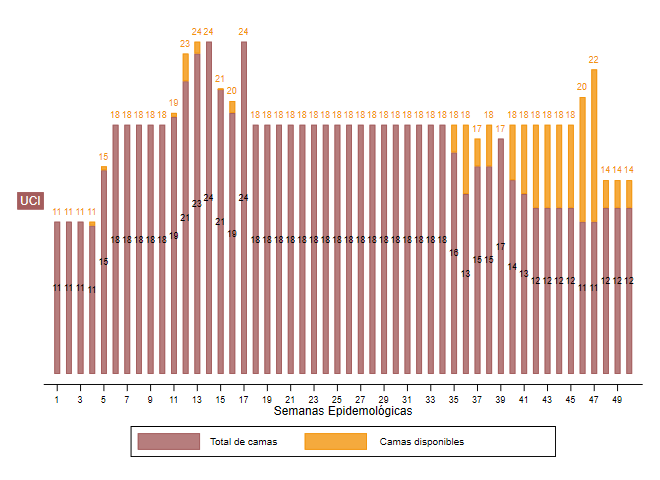 11 11 11 11 15 18 18 18 18 18 19 23 24 24 21 20 24 18 18 18 18 18 18 18 18 18 18 18 18 18 18 18 18 18 18 18 17 18 17 18 18 18 18 18 18 20 22 14 14 14
UCI
11 11 11 11 15 18 18 18 18 18 19 21 23 24 21 19 24 18 18 18 18 18 18 18 18 18 18 18 18 18 18 18 18 18 16 13 15 15 17 14 13 12 12 12 12 11 11 12 12 12
1 3 5 7 9 11 13 15 17 19 21 23 25 27 29 31 33 35 37 39 41 43 45 47 49
Semanas Epidemológicas
Total de camas Camas disponibles